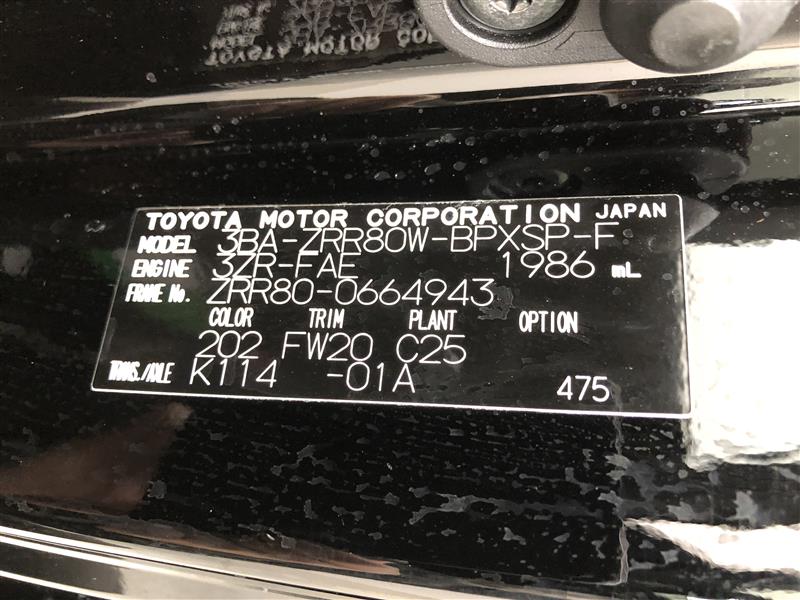 TOYOTA MOTOR CORPORATION JAPAN
MODEL 3BA-ZRR80W-BPXSP-F
ENGINE 3ZR-FAE 1986 mL
FRAME No. ZRR80-0664943
COLOR TRIM PLANT OPTION
202 FW20 C25
TRANS./AXLE K114 -01A 475